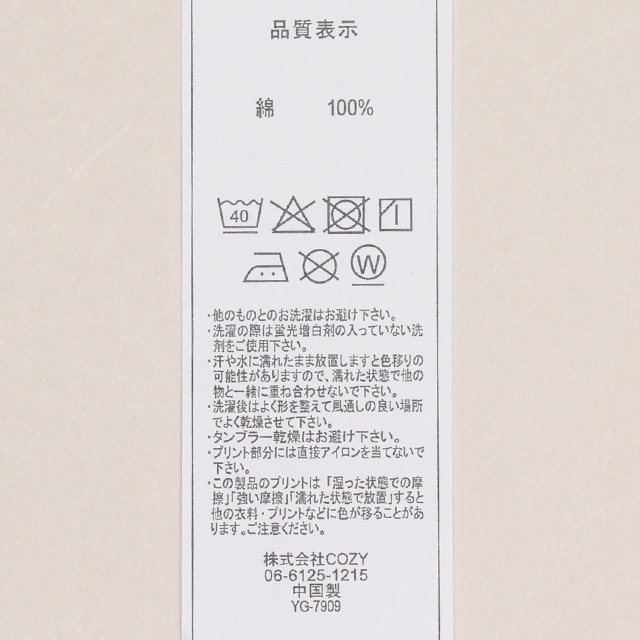 品質表示
綿 100%
40
W
・他のものとのお洗濯はお避け下さい。
・洗濯の際は蛍光増白剤の入っていない洗
剤をご使用下さい。
・汗や水に濡れたまま放置しますと色移りの
可能性がありますので、濡れた状態で他の
物と一緒に重ね合わせないで下さい。
・洗濯後はよく形を整えて風通しの良い場所
でよく乾燥させて下さい。
・タンブラー乾燥はお避け下さい。
・プリント部分には直接アイロンを当てないで
下さい。
・この製品のプリントは「湿った状態での摩
擦」「強い摩擦」「濡れた状態で放置」すると
他の衣料・プリントなどに色が移ることがあ
ります。ご注意ください。
株式会社COZY
06-6125-1215
中国製
YG-7909